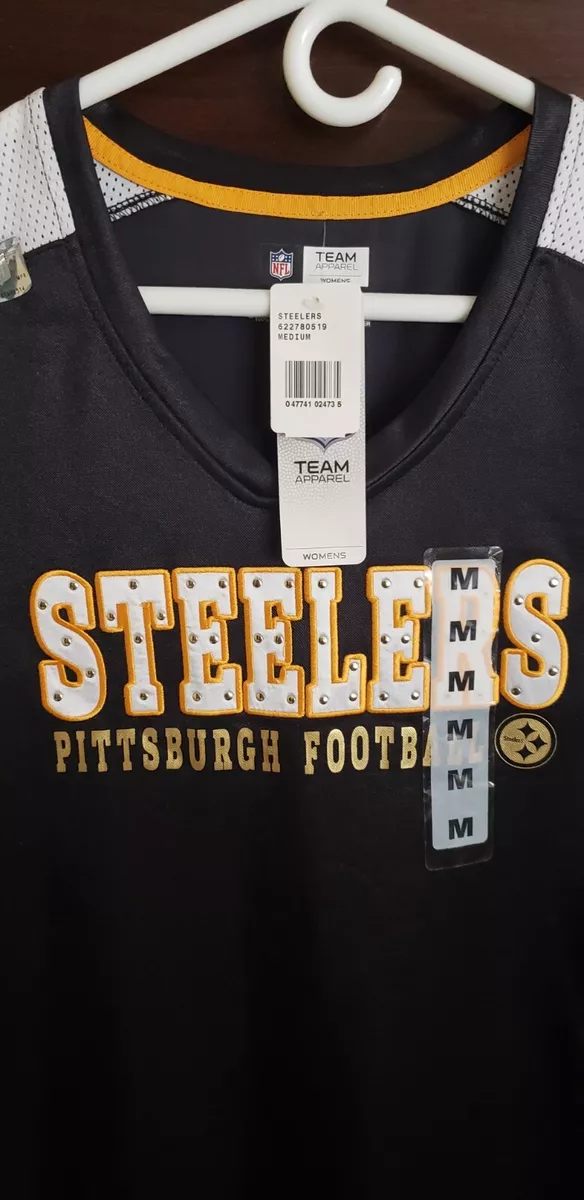 NFL
TEAM
APPAREL
WOMENS
STEELERS
622780519
MEDIUM
0 47741 02473 5
TEAM
APPAREL
WOMENS
STEELERS
PITTSBURGH FOOTBALL
Steelers
M
M
M
M
M
M